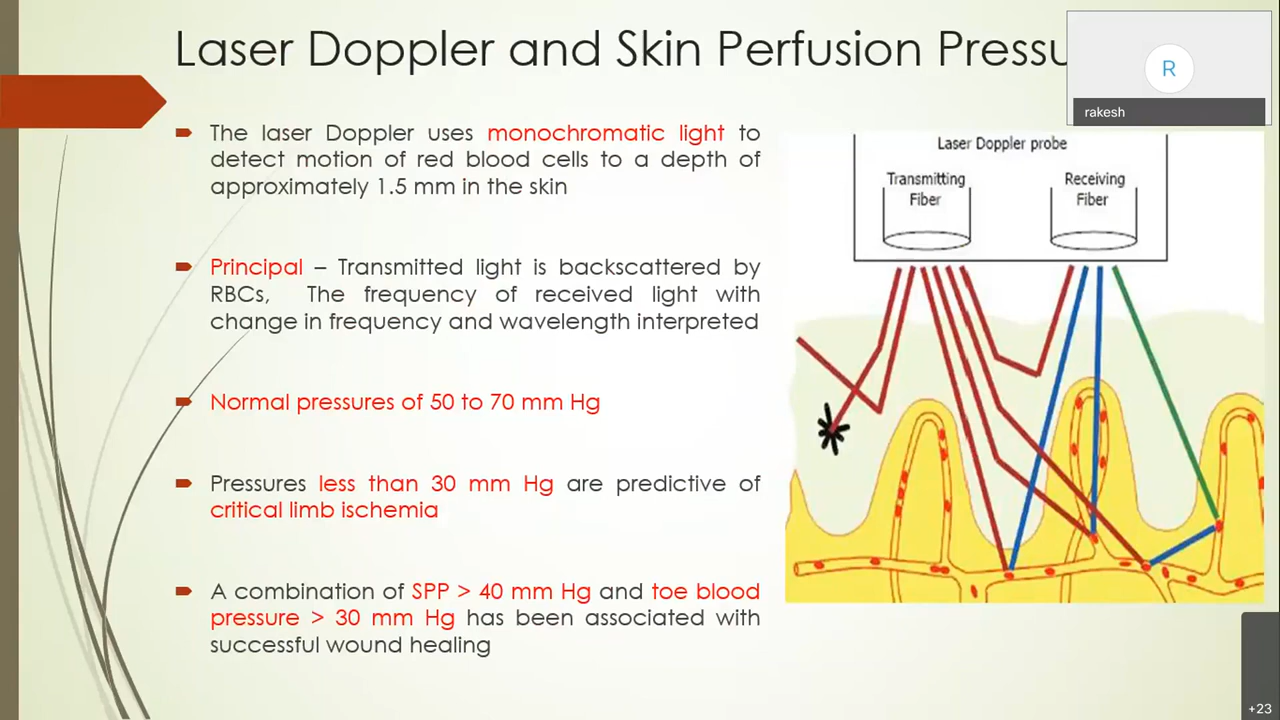 Laser Doppler and Skin Perfusion Pressu
R
rakesh
The laser Doppler uses monochromatic light to
detect motion of red blood cells to a depth of
approximately 1.5 mm in the skin
Principal – Transmitted light is backscattered by
RBCs, The frequency of received light with
change in frequency and wavelength interpreted
Normal pressures of 50 to 70 mm Hg
Pressures less than 30 mm Hg are predictive of
critical limb ischemia
A combination of SPP > 40 mm Hg and toe blood
pressure > 30 mm Hg has been associated with
successful wound healing
Laser Doppler probe
Transmitting
Fiber
Receiving
Fiber
+23